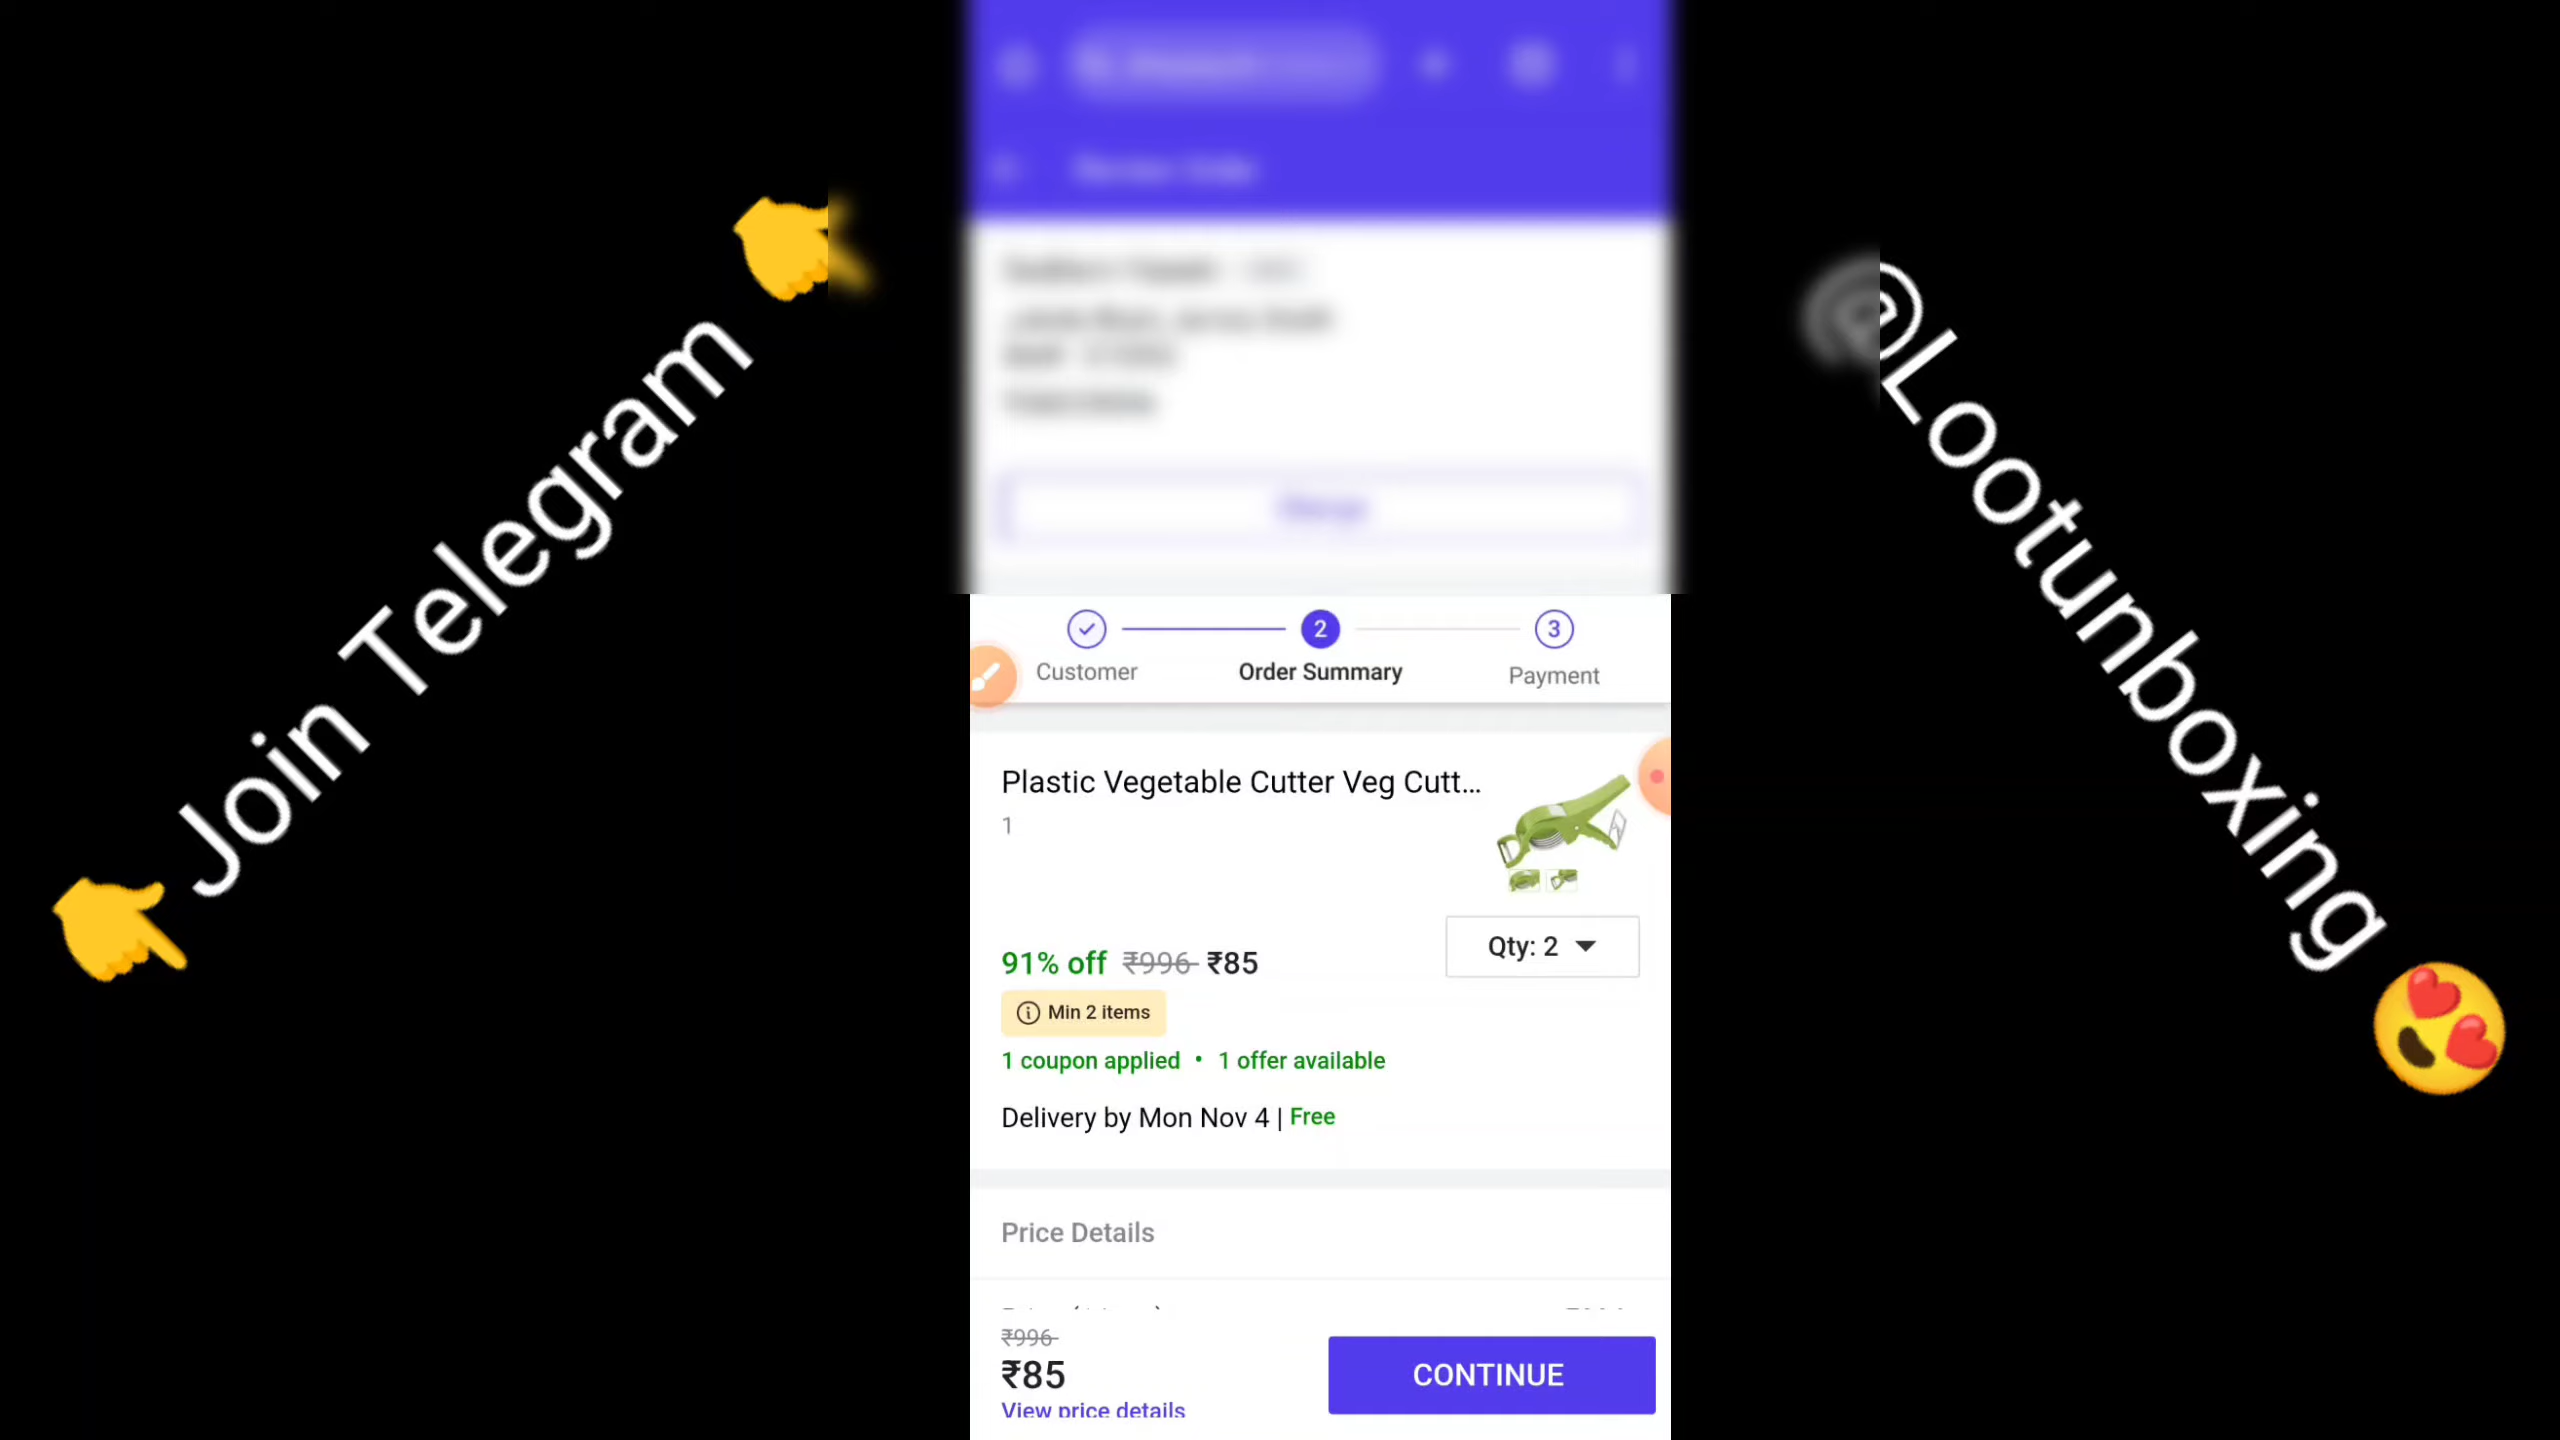 Join Telegram
@Lootunboxing
2
3
Customer
Order Summary
Payment
Plastic Vegetable Cutter Veg Cutt...
1
91% off ₹996 ₹85
Qty: 2
Min 2 items
1 coupon applied • 1 offer available
Delivery by Mon Nov 4 | Free
Price Details
₹996
₹85
View price details
CONTINUE